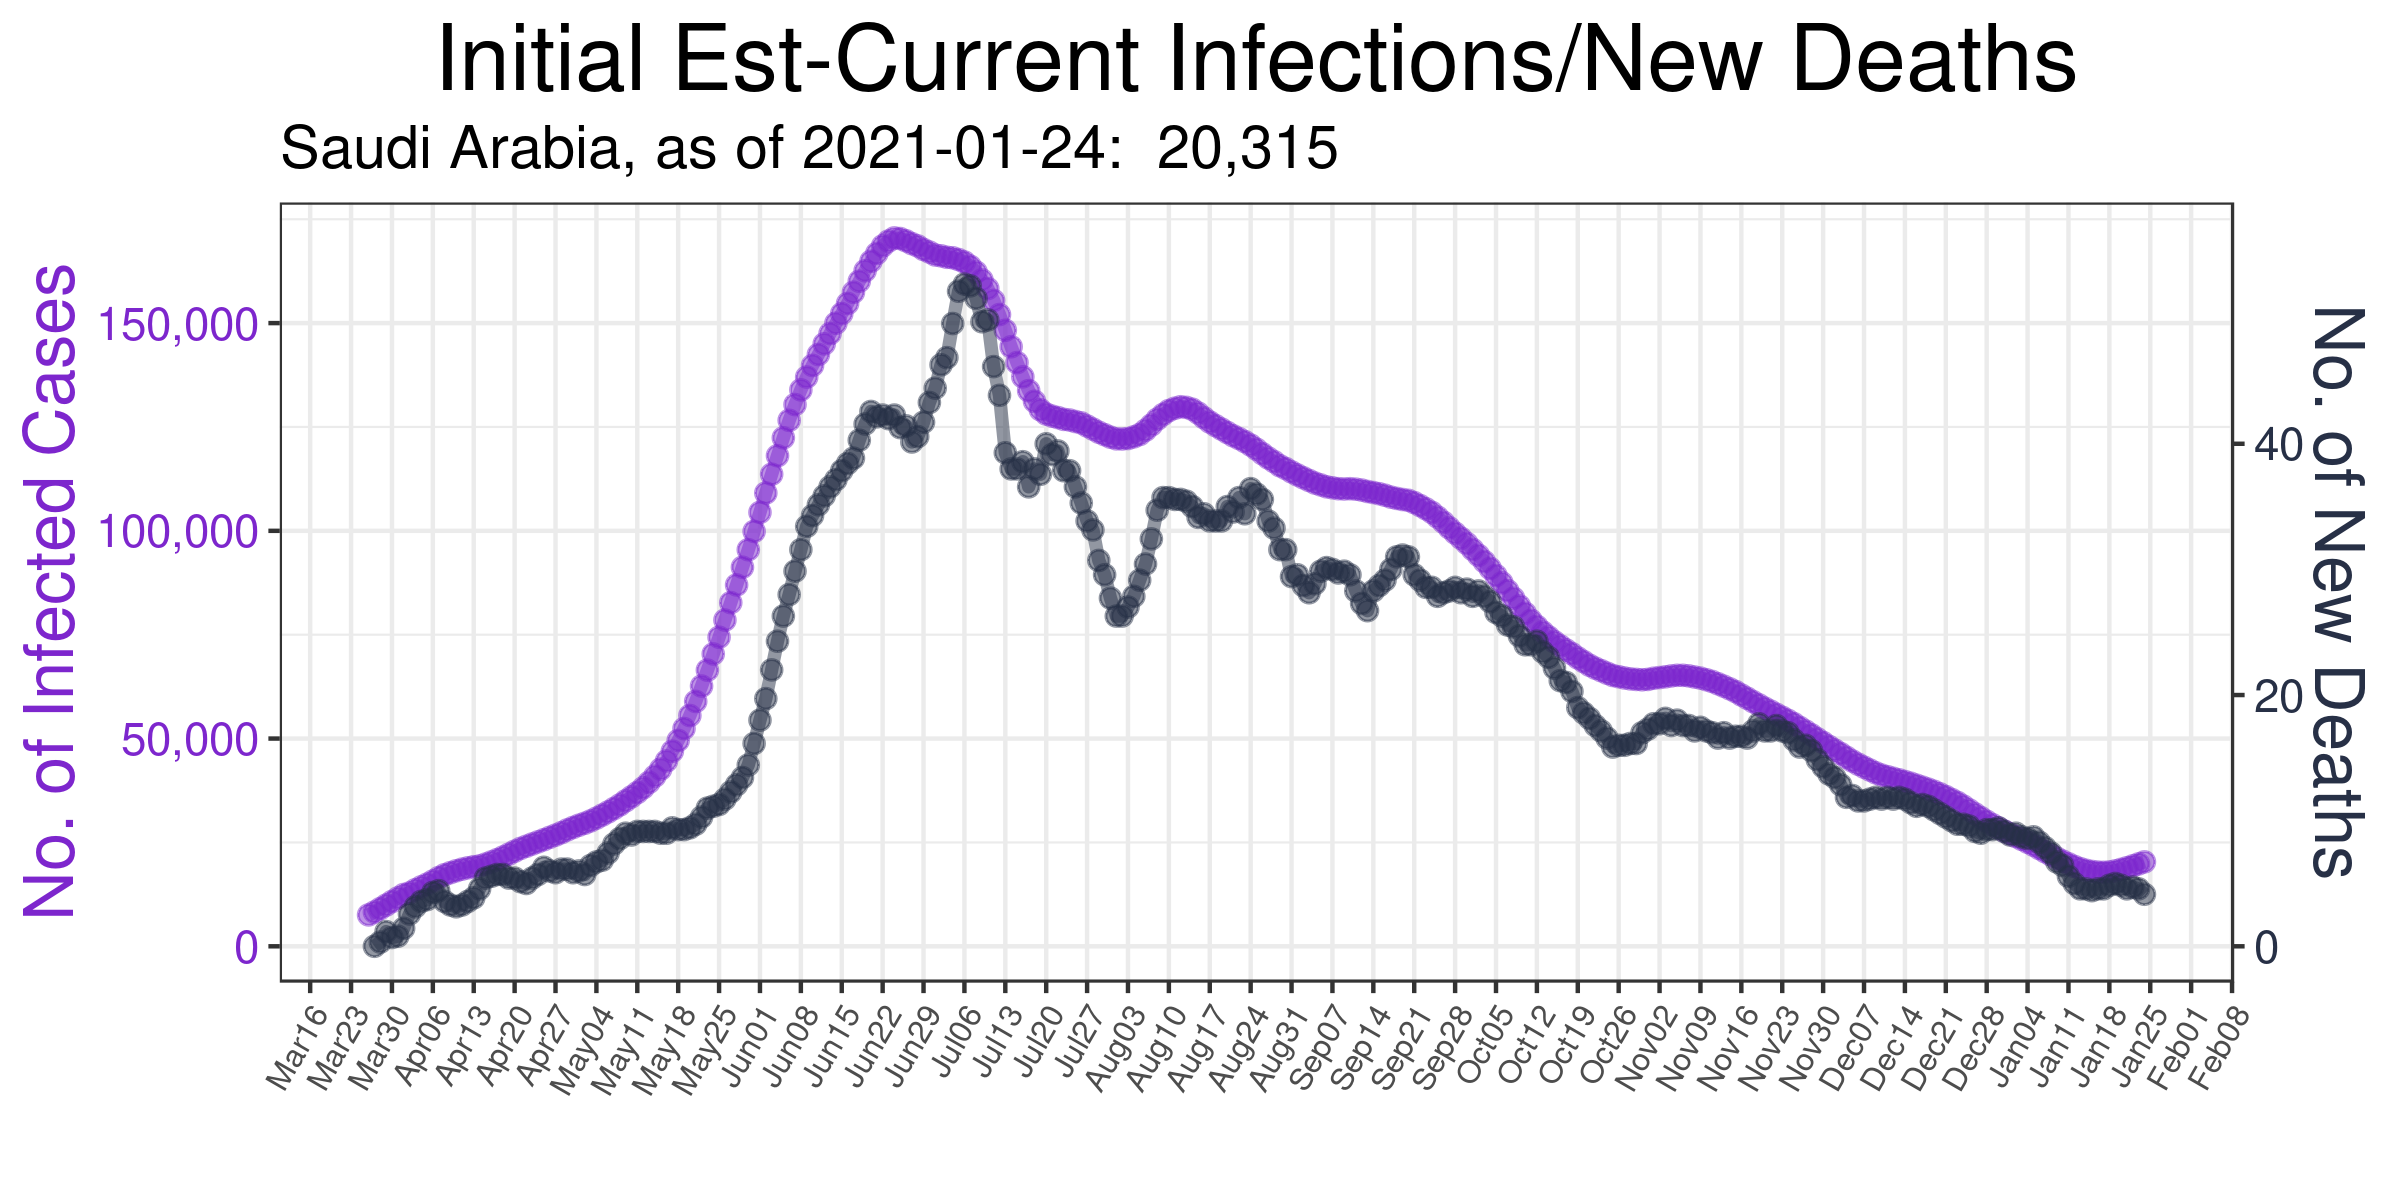 Initial Est-Current Infections/New Deaths
Saudi Arabia, as of 2021-01-24:  20,315
No. of Infected Cases
150,000
100,000
50,000
0
No. of New Deaths
40
20
0
Mar16
Mar23
Mar30
Apr06
Apr13
Apr20
Apr27
May04
May11
May18
May25
Jun01
Jun08
Jun15
Jun22
Jun29
Jul06
Jul13
Jul20
Jul27
Aug03
Aug10
Aug17
Aug24
Aug31
Sep07
Sep14
Sep21
Sep28
Oct05
Oct12
Oct19
Oct26
Nov02
Nov09
Nov16
Nov23
Nov30
Dec07
Dec14
Dec21
Dec28
Jan04
Jan11
Jan18
Jan25
Feb01
Feb08